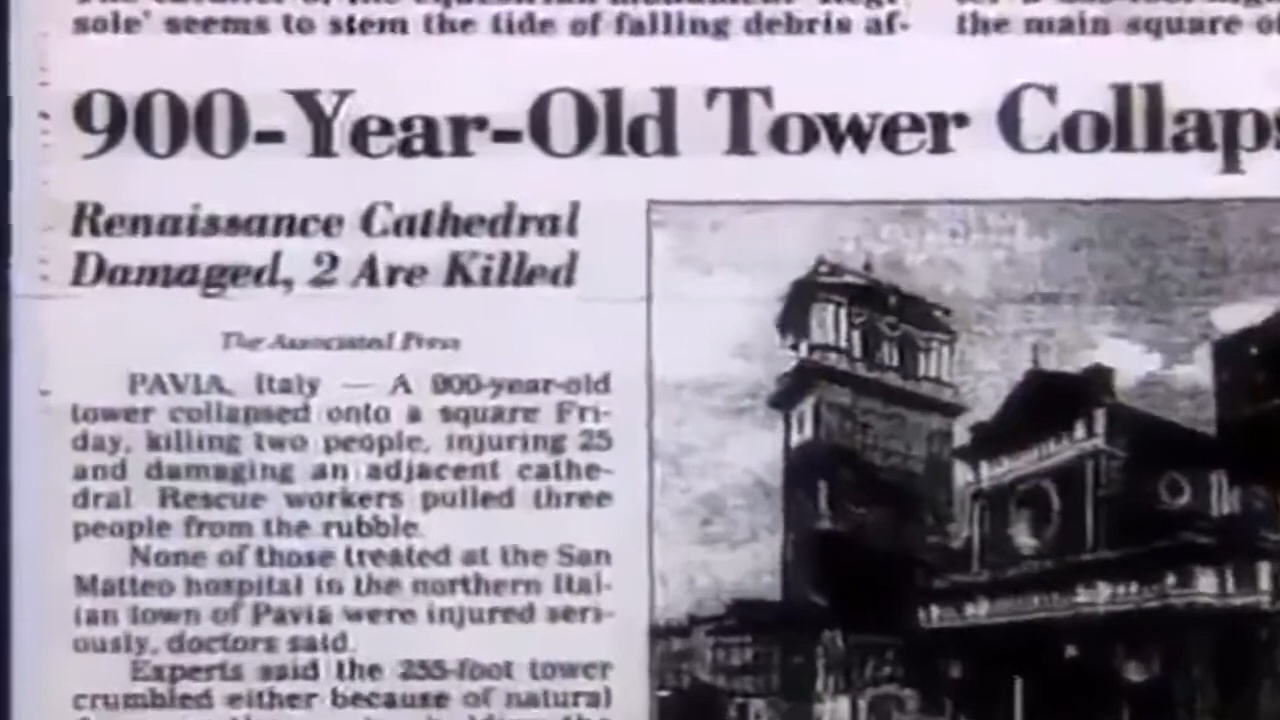 sole' seems to stem the tide of falling debris af-
the main square
900-Year-Old Tower Collaps
Renaissance Cathedral
Damaged, 2 Are Killed
The Associated Press
PAVIA, Italy — A 900-year-old
tower collapsed onto a square Fri-
day, killing two people, injuring 25
and damaging an adjacent cathe-
dral. Rescue workers pulled three
people from the rubble.
None of those treated at the San
Matteo hospital in the northern Ital-
ian town of Pavia were injured seri-
ously, doctors said.
Experts said the 255-foot tower
crumbled either because of natural